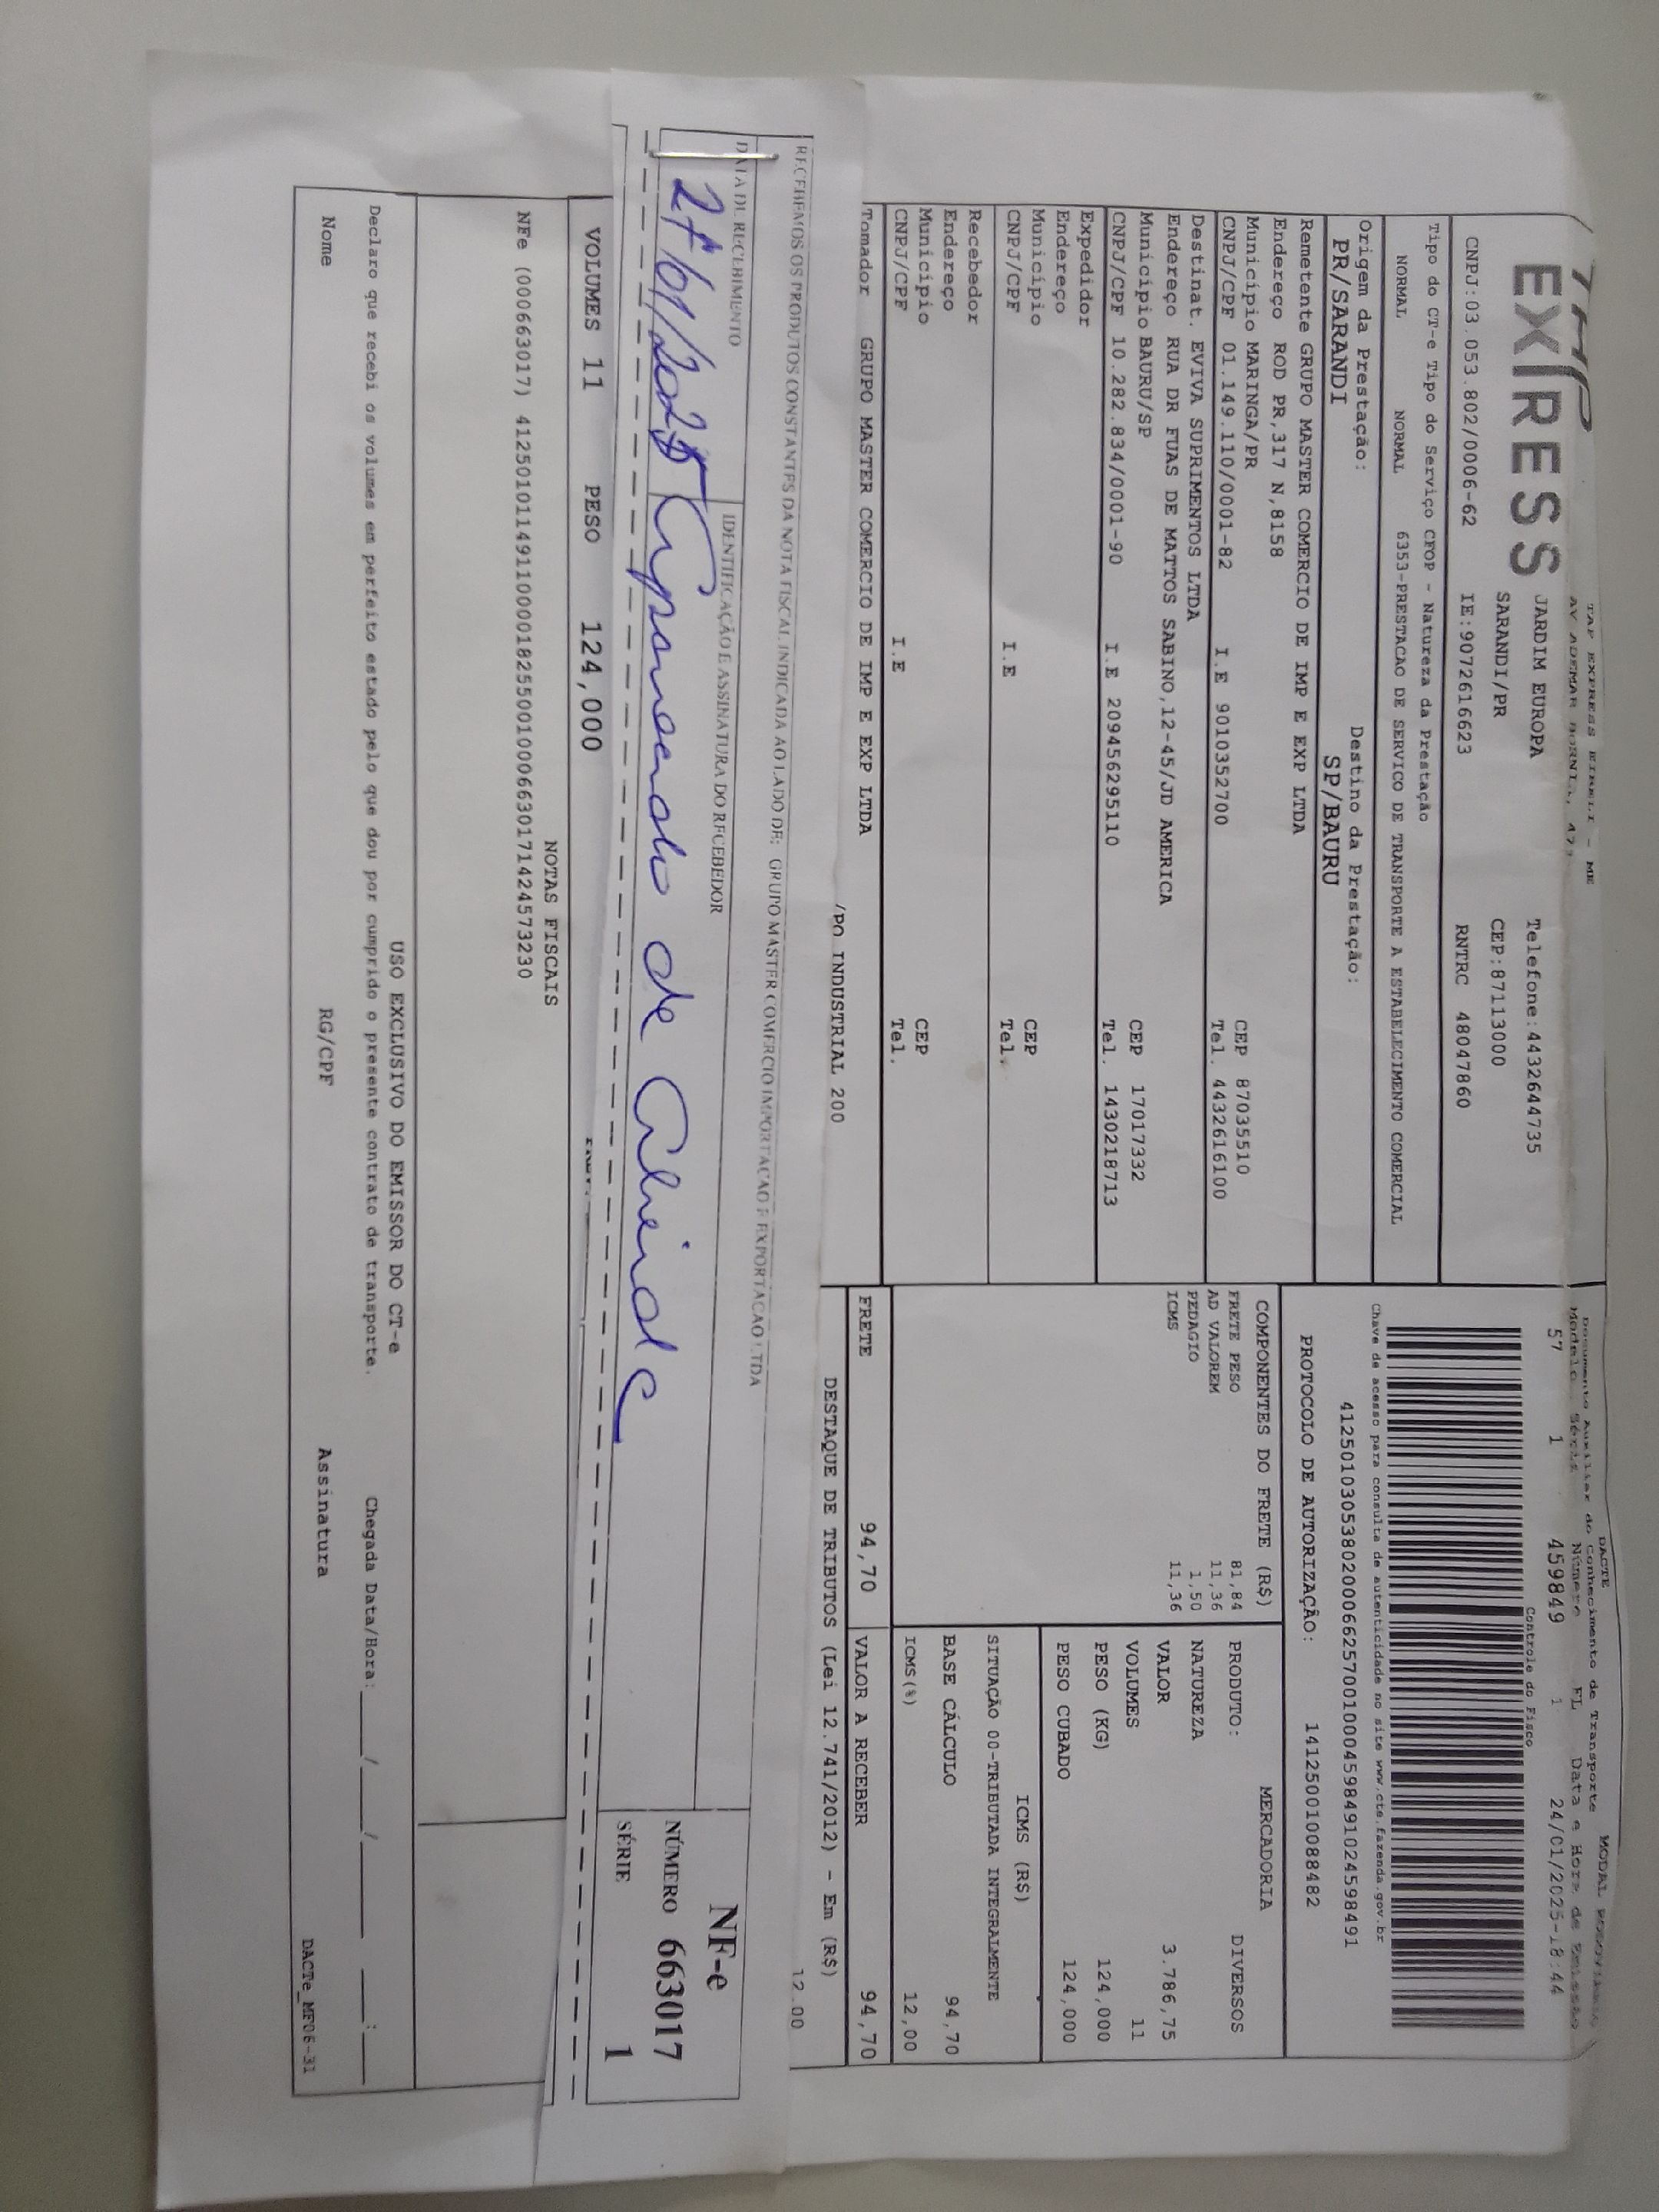 TAP EXPRESS EIRELI - ME
AV ADEMAR BORNIA, 47
EXPRESS
JARDIM EUROPA
Telefone:4432644735
SARANDI/PR
CEP:87113000
CNPJ:03.053.802/0006-62 IE:9072616623 RNTRC 48047860
DACTE
MODAL
Documento Auxiliar do Conhecimento de Transporte
Modelo Série Número FL Data e Hora de Emissão
57 1 459849 1 24/01/2025-18:44
Controle do Fisco
Chave de acesso para consulta de autenticidade no site www.cte.fazenda.gov.br
41250103053802000662570010004598491024598491
PROTOCOLO DE AUTORIZAÇÃO: 141250010088482
Tipo do CT-e Tipo do Serviço CFOP - Natureza da Prestação
NORMAL NORMAL 6353-PRESTACAO DE SERVICO DE TRANSPORTE A ESTABELECIMENTO COMERCIAL
Origem da Prestação: Destino da Prestação:
PR/SARANDI SP/BAURU
Remetente GRUPO MASTER COMERCIO DE IMP E EXP LTDA
Endereço ROD PR,317 N,8158
Município MARINGA/PR CEP 87035510
CNPJ/CPF 01.149.110/0001-82 I.E 9010352700 Tel. 4432616100
Destinat. EVIVA SUPRIMENTOS LTDA
Endereço RUA DR FUAS DE MATTOS SABINO,12-45/JD AMERICA
Município BAURU/SP CEP 17017332
CNPJ/CPF 10.282.834/0001-90 I.E 209456295110 Tel. 1430218713
Expedidor
Endereço
Município CEP
CNPJ/CPF I.E Tel.
Recebedor
Endereço
Município CEP
CNPJ/CPF I.E Tel.
Tomador GRUPO MASTER COMERCIO DE IMP E EXP LTDA
/PQ INDUSTRIAL 200
COMPONENTES DO FRETE (R$)
FRETE PESO 81,84
AD VALOREM 11,36
PEDAGIO 1,50
ICMS 11,36
MERCADORIA
PRODUTO: DIVERSOS
NATUREZA
VALOR 3.786,75
VOLUMES 11
PESO (KG) 124,000
PESO CUBADO 124,000
ICMS (R$)
SITUAÇÃO 00-TRIBUTADA INTEGRALMENTE
BASE CÁLCULO 94,70
ICMS(%) 12,00
FRETE 94,70 VALOR A RECEBER 94,70
DESTAQUE DE TRIBUTOS (Lei 12.741/2012) - Em (R$)
12.00
RECEBEMOS OS PRODUTOS CONSTANTES DA NOTA FISCAL INDICADA AO LADO DE: GRUPO MASTER COMERCIO IMPORTACAO E EXPORTACAO LTDA
DATA DE RECEBIMENTO IDENTIFICAÇÃO E ASSINATURA DO RECEBEDOR
27/01/2025 de
NF-e
NÚMERO 663017
SÉRIE 1
VOLUMES 11 PESO 124,000
NOTAS FISCAIS
NFe (000663017) 41250101149110000182550010006630171424573230
USO EXCLUSIVO DO EMISSOR DO CT-e
Declaro que recebi os volumes em perfeito estado pelo que dou por cumprido o presente contrato de transporte. Chegada Data/Hora:____/____/______ ___:___
Nome RG/CPF Assinatura
DACTe_MF06-31